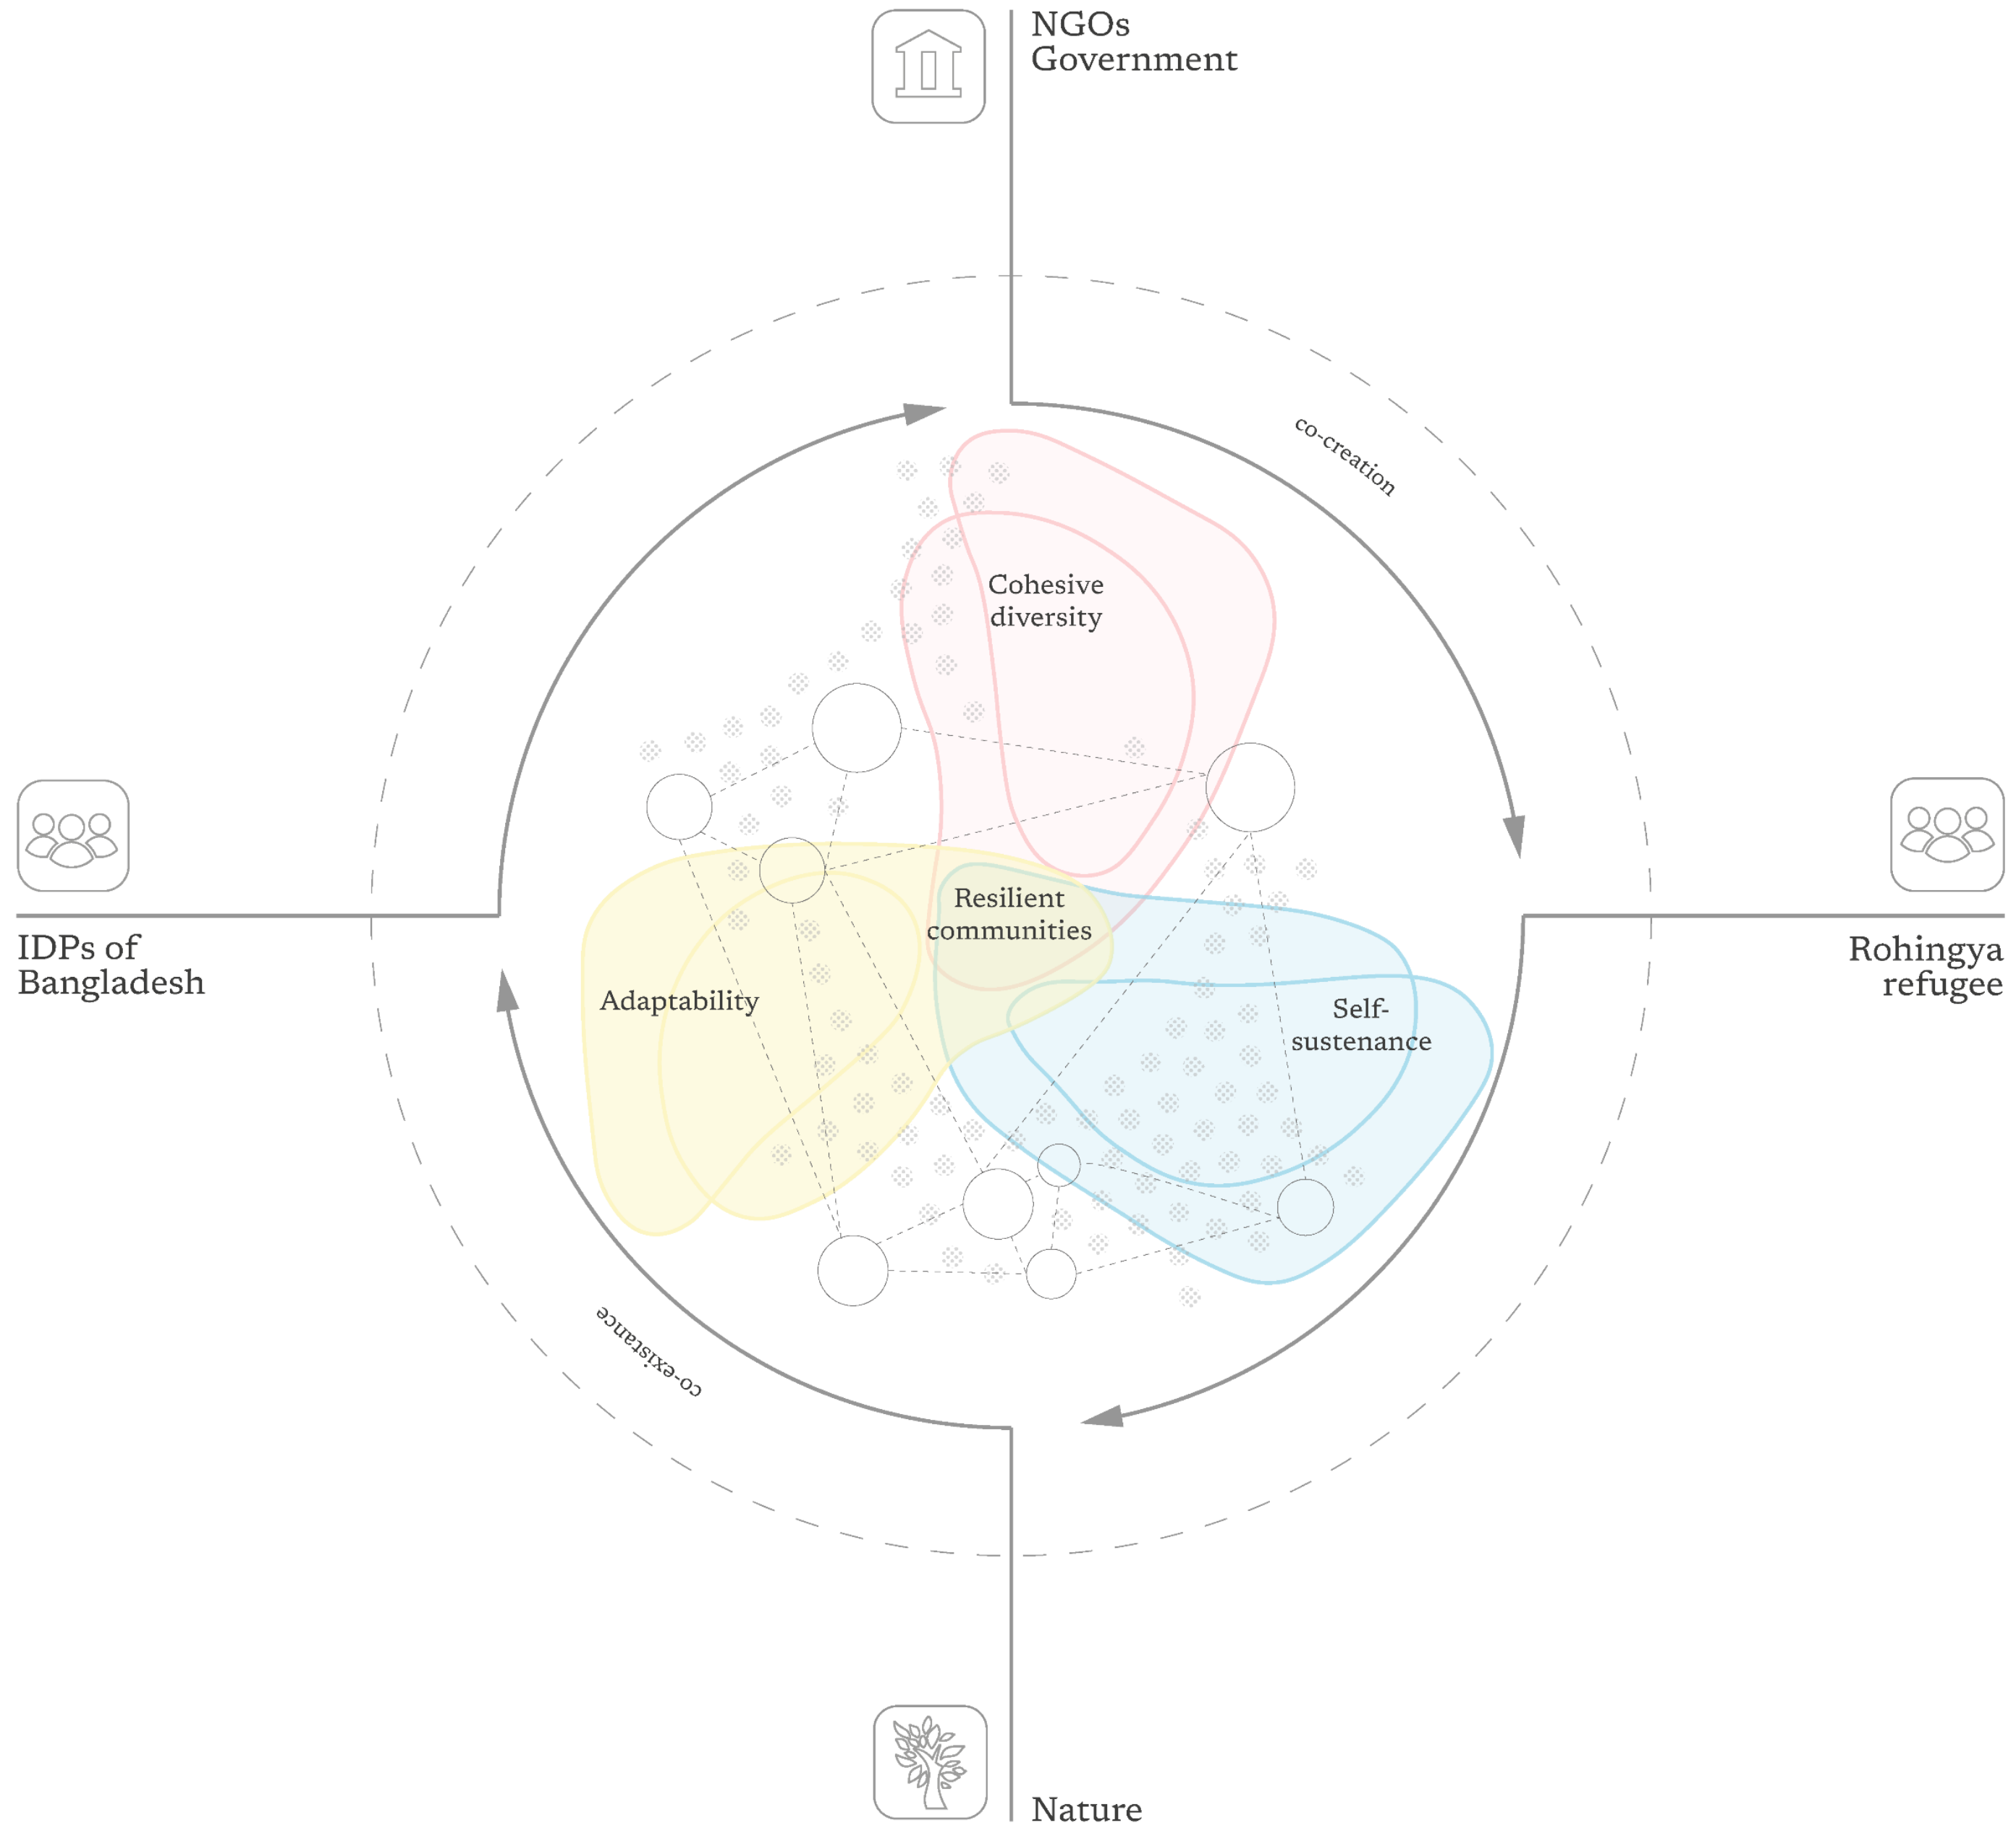 NGOs
Government
co-creation
Cohesive
diversity
Resilient
communities
IDPs of
Bangladesh
Rohingya
refugee
Adaptability
Self-
sustenance
co-existance
Nature